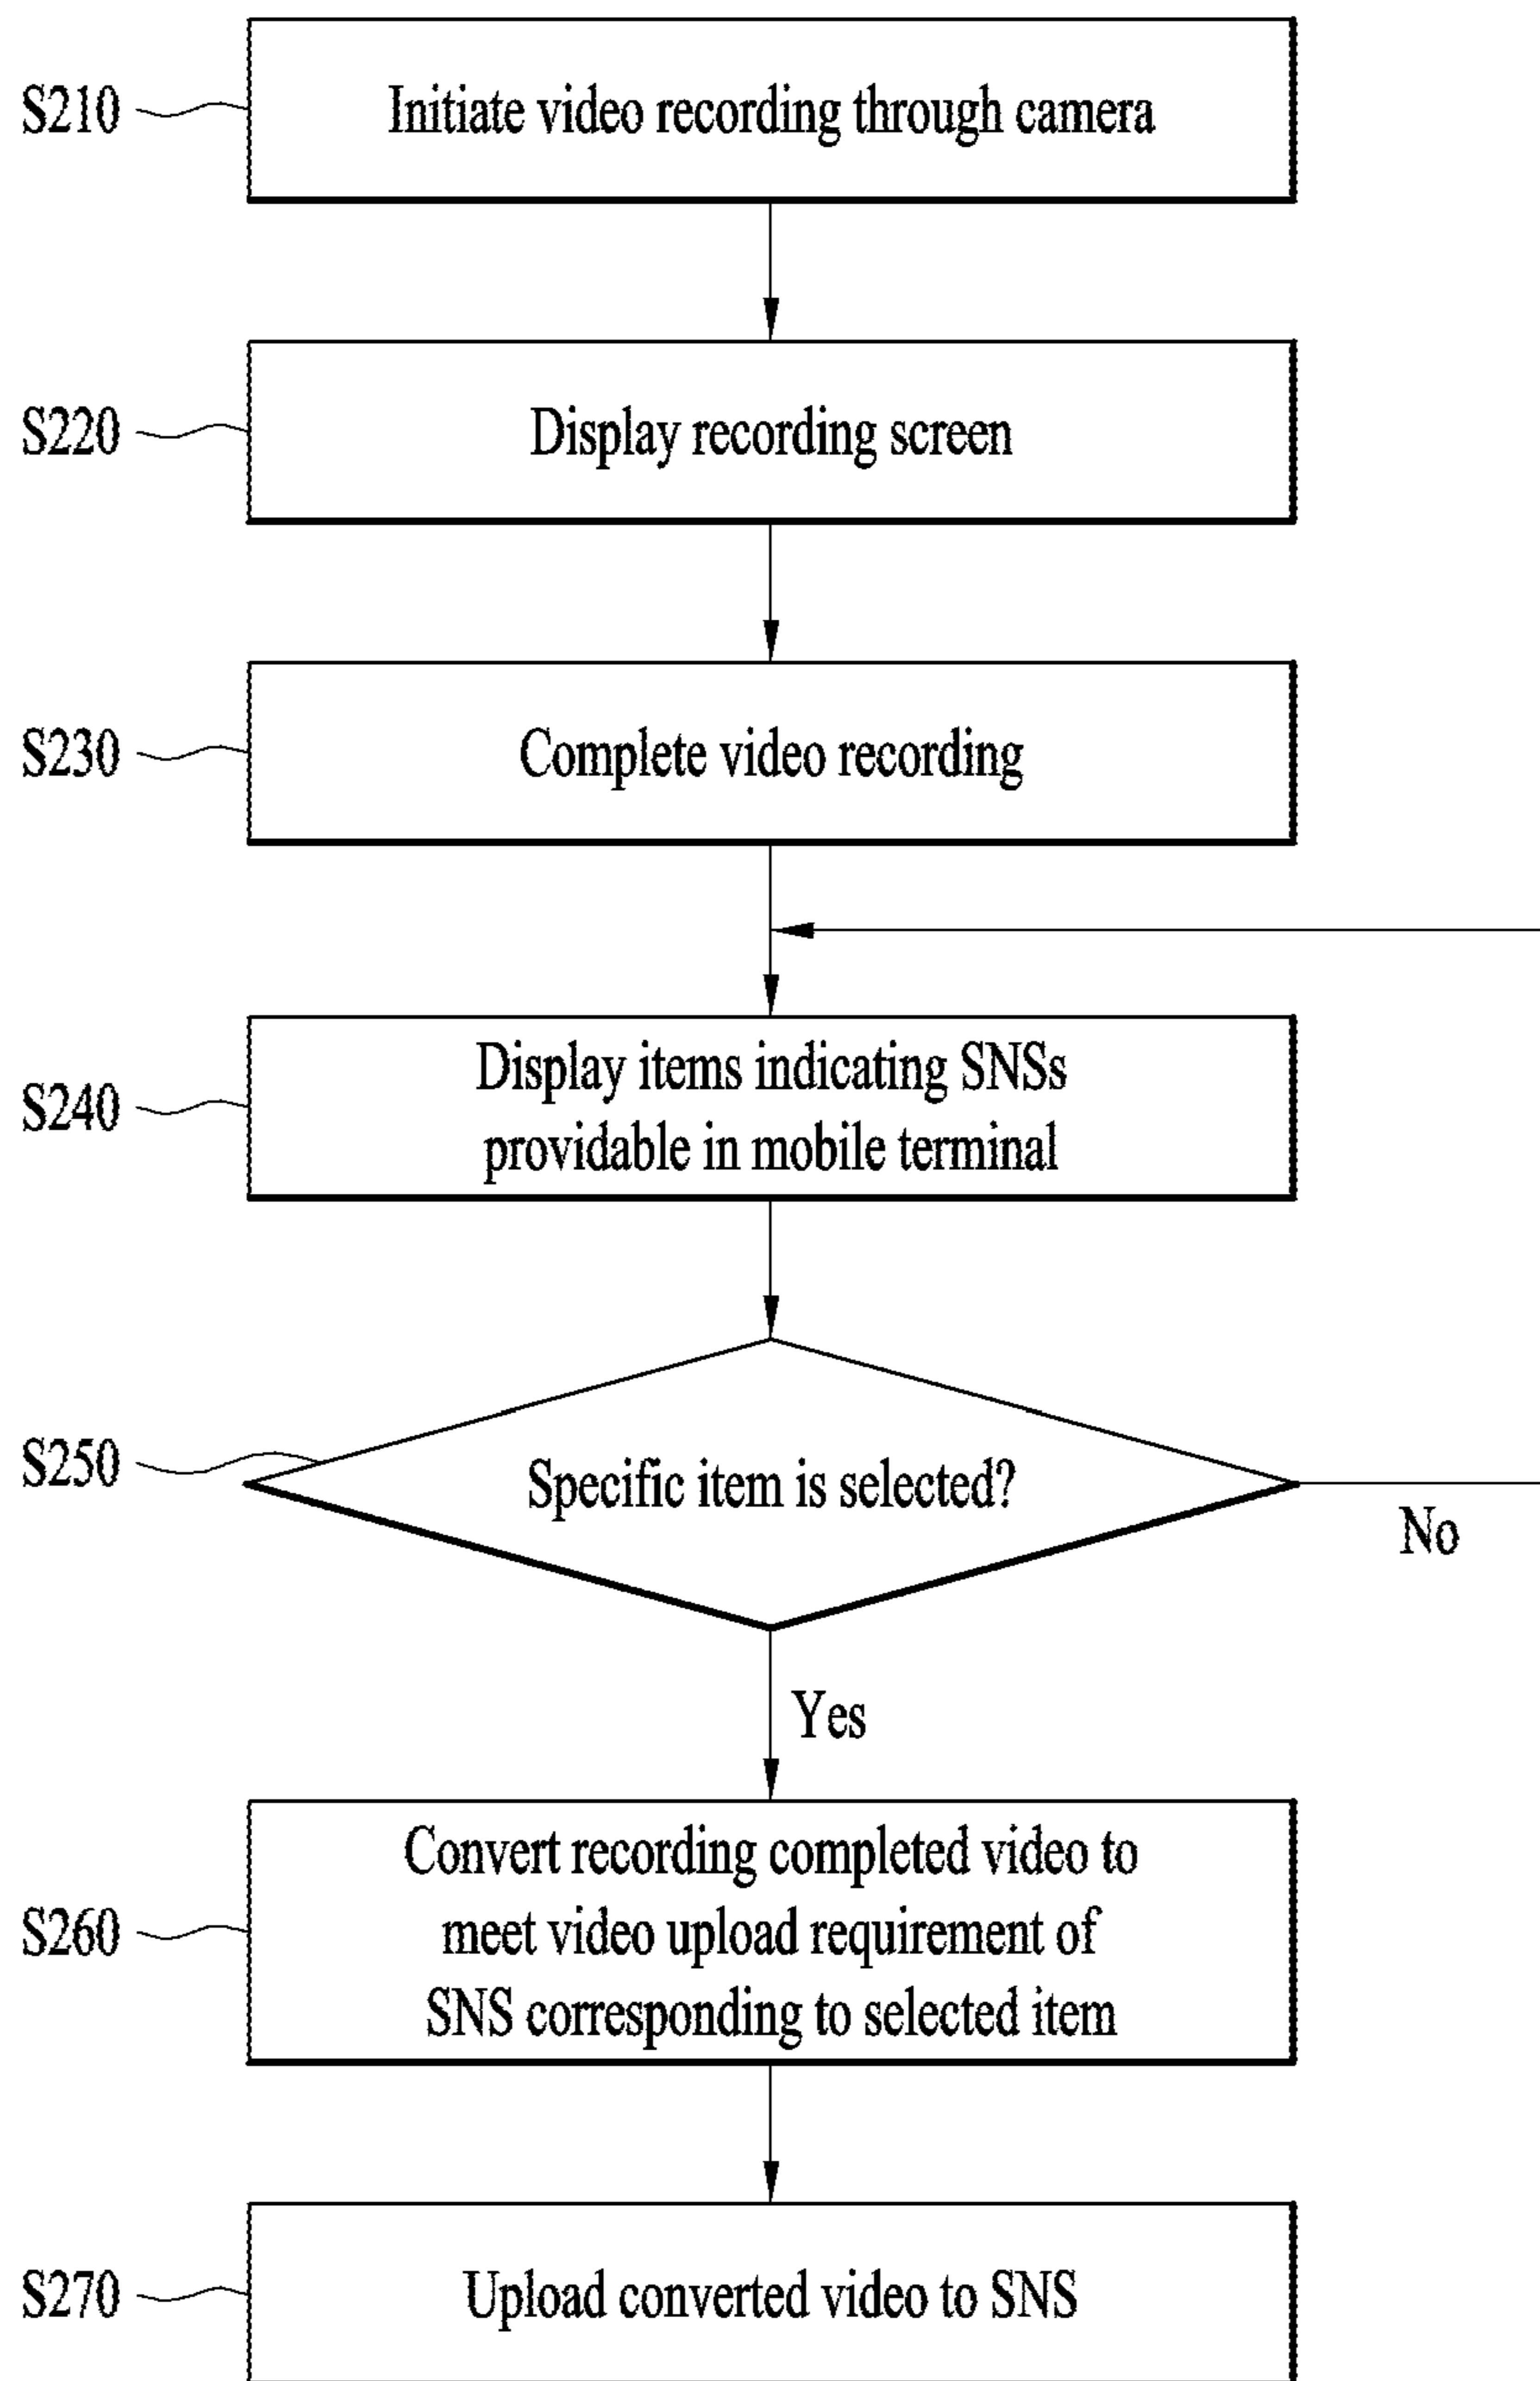 S210
Initiate video recording through camera
S220
Display recording screen
S230
Complete video recording
S240
Display items indicating SNSs
providable in mobile terminal
S250
Specific item is selected?
No
Yes
S260
Convert recording completed video to
meet video upload requirement of
SNS corresponding to selected item
S270
Upload converted video to SNS